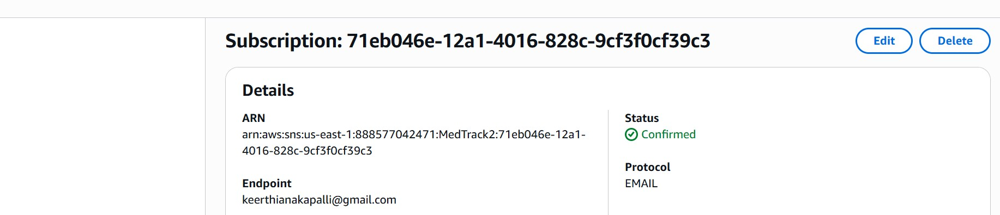 Subscription: 71eb046e-12a1-4016-828c-9cf3f0cf39c3
Edit
Delete
Details
ARN
arn:aws:sns:us-east-1:888577042471:MedTrack2:71eb046e-12a1-
4016-828c-9cf3f0cf39c3
Endpoint
keerthianakapalli@gmail.com
Status
Confirmed
Protocol
EMAIL